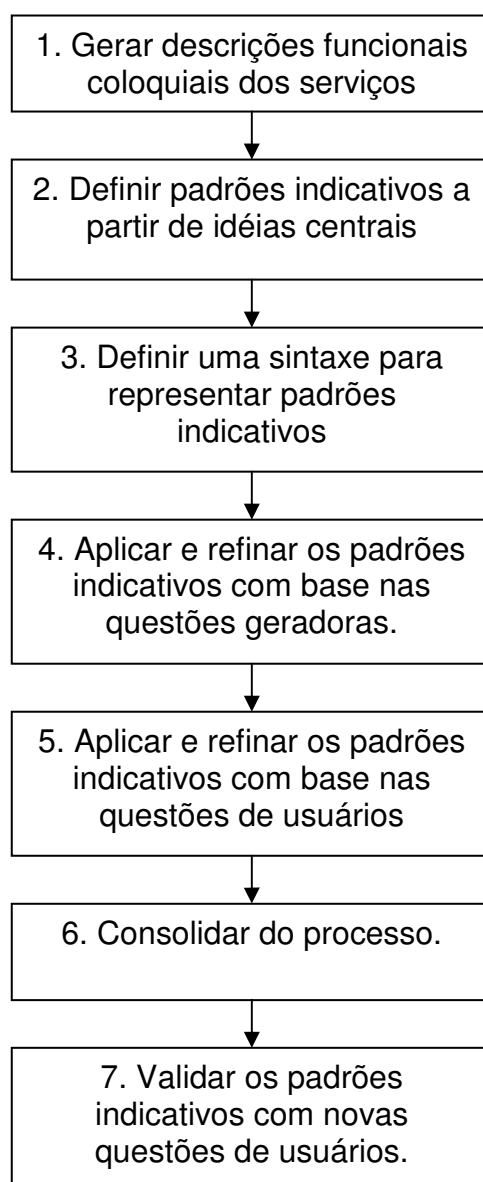 1. Gerar descrições funcionais
coloquiais dos serviços
2. Definir padrões indicativos a
partir de idéias centrais
3. Definir uma sintaxe para
representar padrões
indicativos
4. Aplicar e refinar os padrões
indicativos com base nas
questões geradoras.
5. Aplicar e refinar os padrões
indicativos com base nas
questões de usuários
6. Consolidar do processo.
7. Validar os padrões
indicativos com novas
questões de usuários.